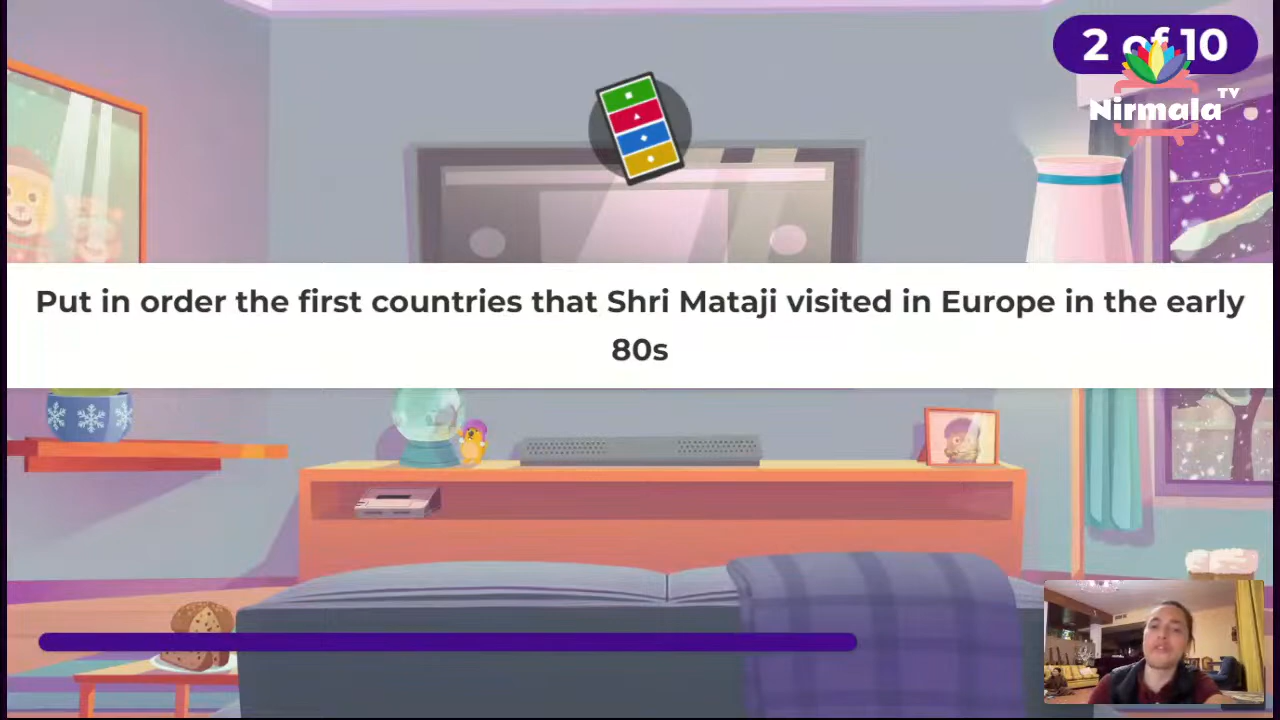 2 of 10
Nirmala TV
Put in order the first countries that Shri Mataji visited in Europe in the early
80s